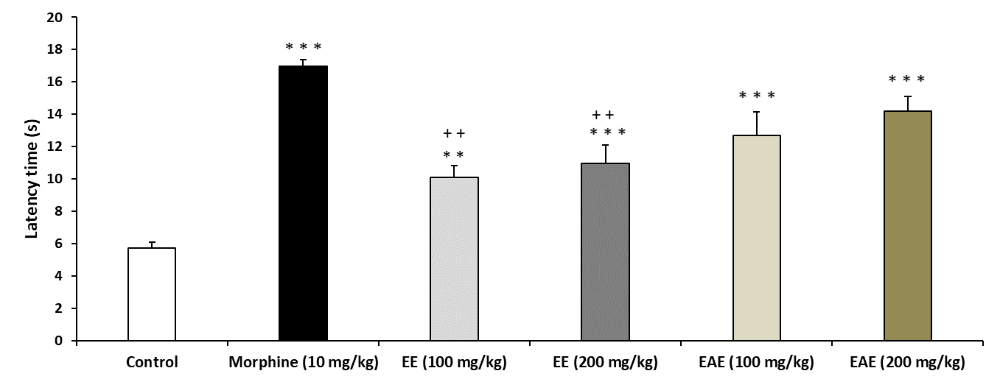 20
18
16
14
12
10
8
6
4
2
0
Latency time (s)
* * *
+ +
* *
+ +
* * *
* * *
* * *
Control
Morphine (10 mg/kg)
EE (100 mg/kg)
EE (200 mg/kg)
EAE (100 mg/kg)
EAE (200 mg/kg)